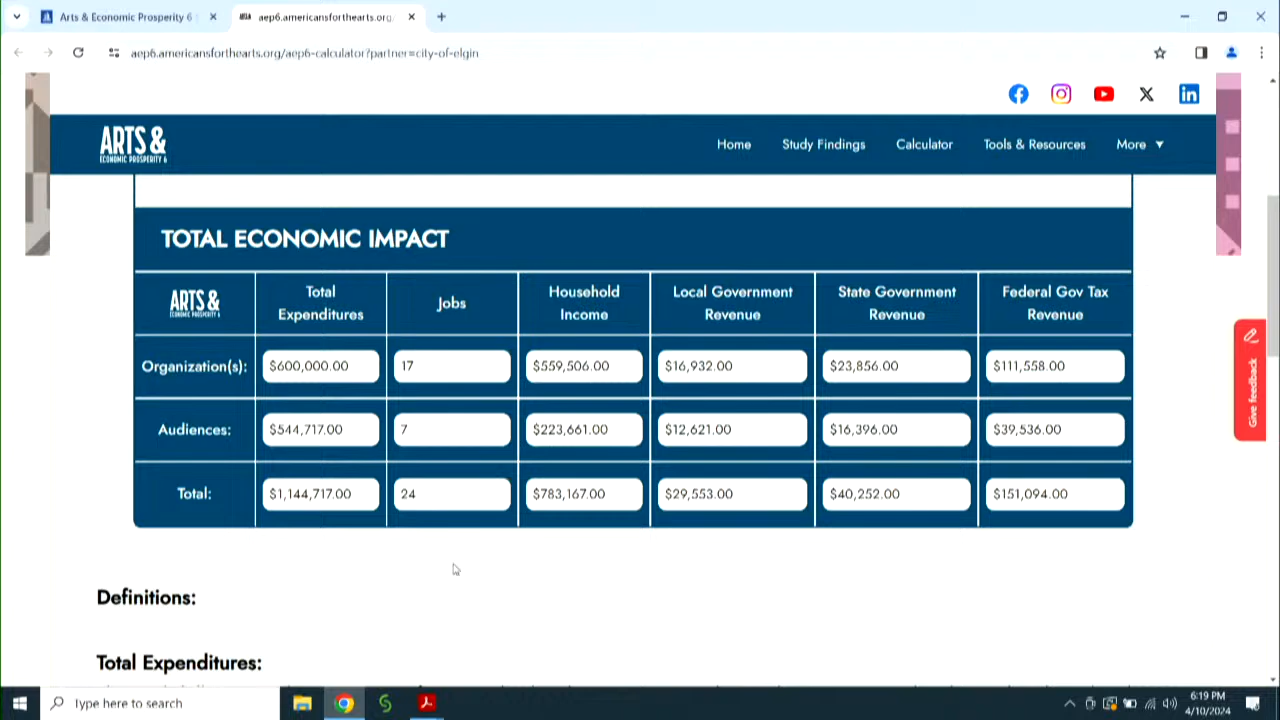 Arts & Economic Prosperity 6
aep6.americansforthearts.org
aep6.americansforthearts.org/aep6-calculator?partner=city-of-elgin
ARTS &
ECONOMIC PROSPERITY 6
Home Study Findings Calculator Tools & Resources More ▼
TOTAL ECONOMIC IMPACT
ARTS &
ECONOMIC PROSPERITY 6
Total Expenditures
Jobs
Household Income
Local Government Revenue
State Government Revenue
Federal Gov Tax Revenue
Organization(s): $600,000.00 17 $559,506.00 $16,932.00 $23,856.00 $111,558.00
Audiences: $544,717.00 7 $223,661.00 $12,621.00 $16,396.00 $39,536.00
Total: $1,144,717.00 24 $783,167.00 $29,553.00 $40,252.00 $151,094.00
Give feedback
Definitions:
Total Expenditures:
Type here to search
6:19 PM
4/10/2024